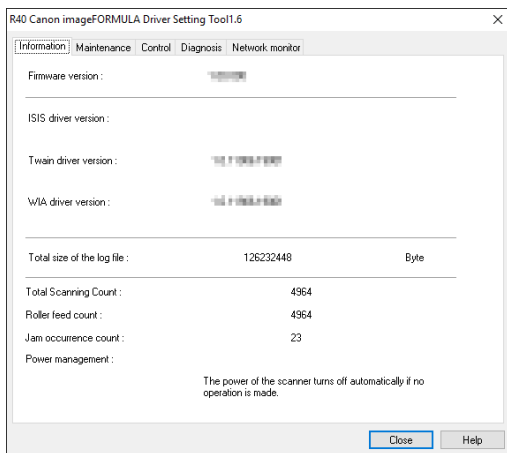 R40 Canon imageFORMULA Driver Setting Tool1.6
Information Maintenance Control Diagnosis Network monitor
Firmware version :
ISIS driver version :
Twain driver version :
WIA driver version :
Total size of the log file : 126232448 Byte
Total Scanning Count : 4964
Roller feed count : 4964
Jam occurrence count : 23
Power management :
The power of the scanner turns off automatically if no
operation is made.
Close Help